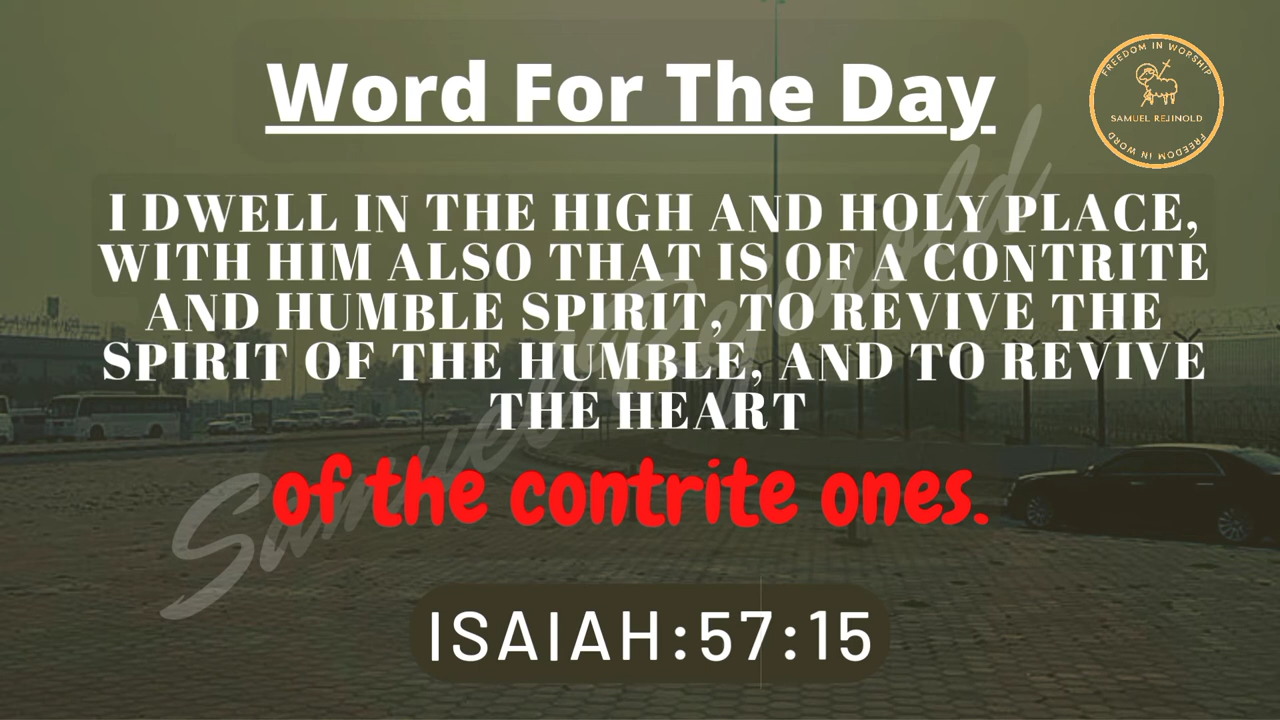 Word For The Day
FREEDOM IN WORSHIP
SAMUEL REJINOLD
FREEDOM IN WORD
I DWELL IN THE HIGH AND HOLY PLACE,
WITH HIM ALSO THAT IS OF A CONTRITE
AND HUMBLE SPIRIT, TO REVIVE THE
SPIRIT OF THE HUMBLE, AND TO REVIVE
THE HEART
of the contrite ones.
Samuel Rejinold
ISAIAH:57:15